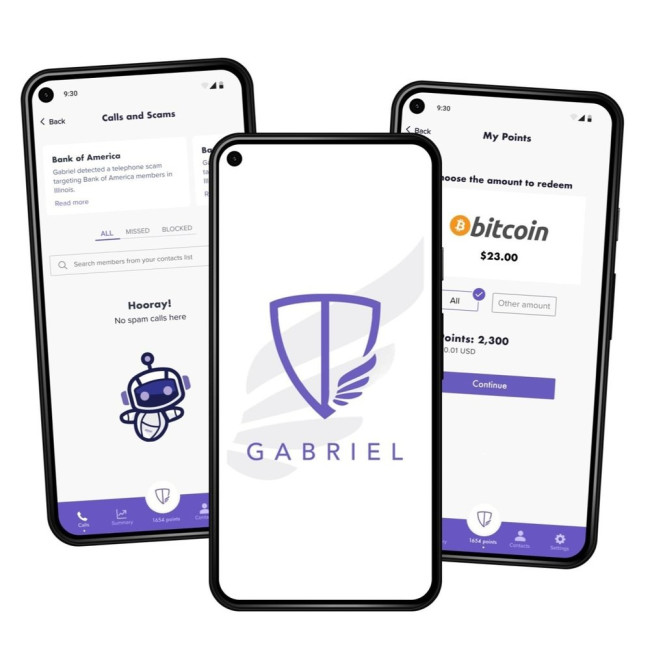 9:30
Back
Calls and Scams
Bank of America
Gabriel detected a telephone scam
targeting Bank of America members in
Illinois.
Read more
ALL MISSED BLOCKED
Search members from your contacts list
Hooray!
No spam calls here
Calls
Summary
1654 points
GABRIEL
9:30
Back
My Points
hoose the amount to redeem
bitcoin
$23.00
All
Other amount
oints: 2,300
0.01 USD
Continue
1654 points
Contacts
Settings